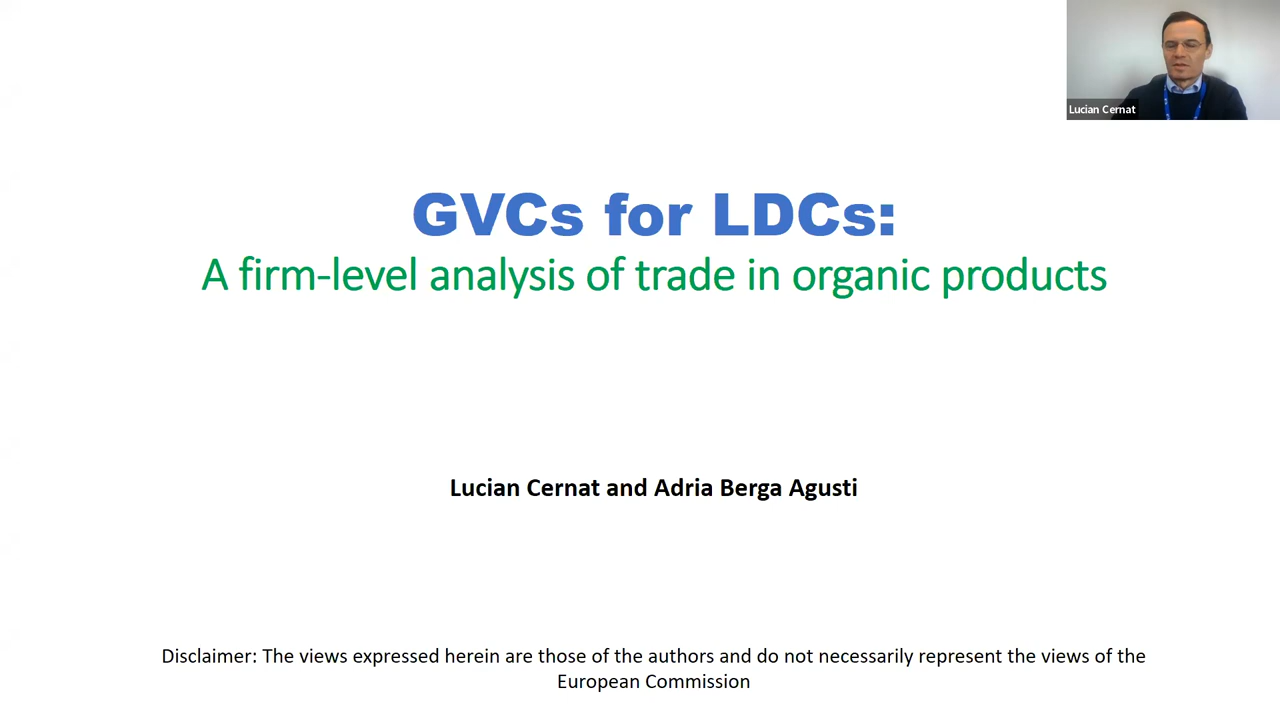 Lucian Cernat
GVCs for LDCs:
A firm-level analysis of trade in organic products
Lucian Cernat and Adria Berga Agusti
Disclaimer: The views expressed herein are those of the authors and do not necessarily represent the views of the
European Commission